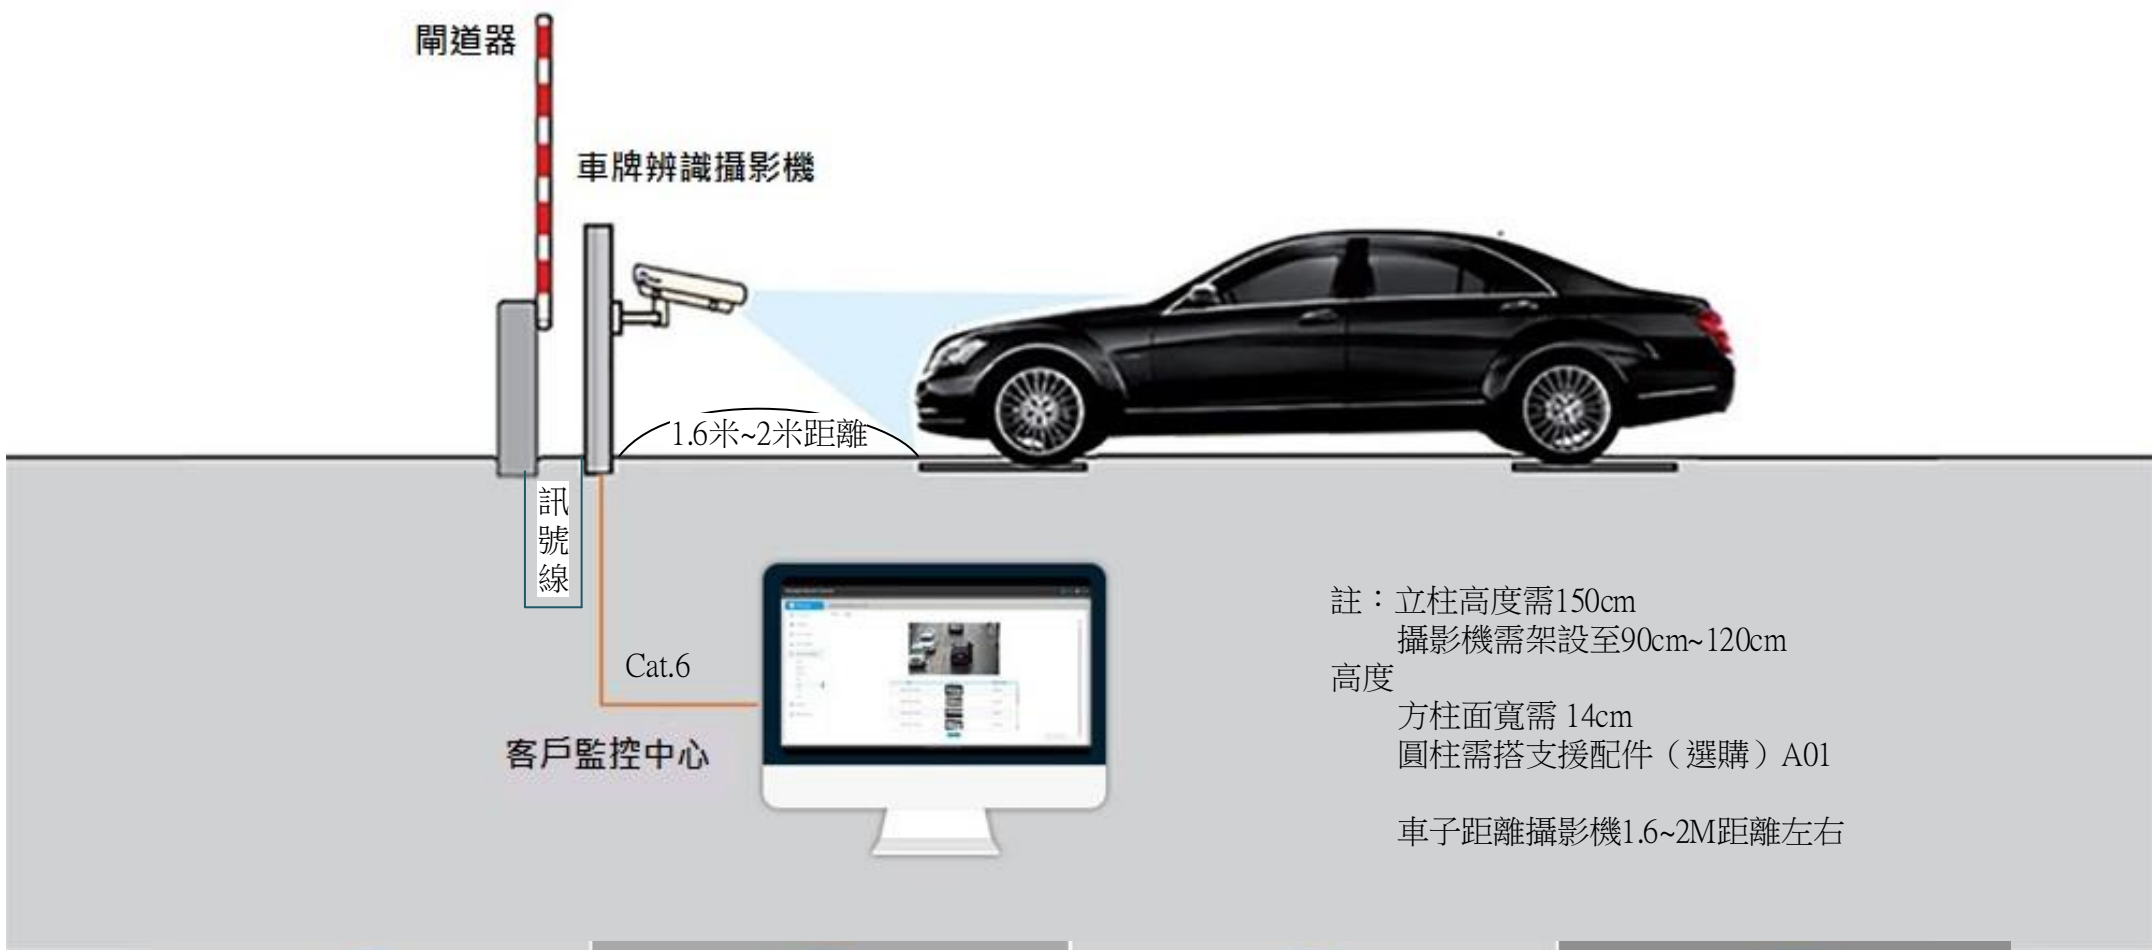 閘道器
車牌辨識攝影機
1.6米~2米距離
訊號線
Cat.6
客戶監控中心
註：立柱高度需150cm
攝影機需架設至90cm~120cm
高度
方柱面寬需 14cm
圓柱需搭支援配件（選購）A01
車子距離攝影機1.6~2M距離左右